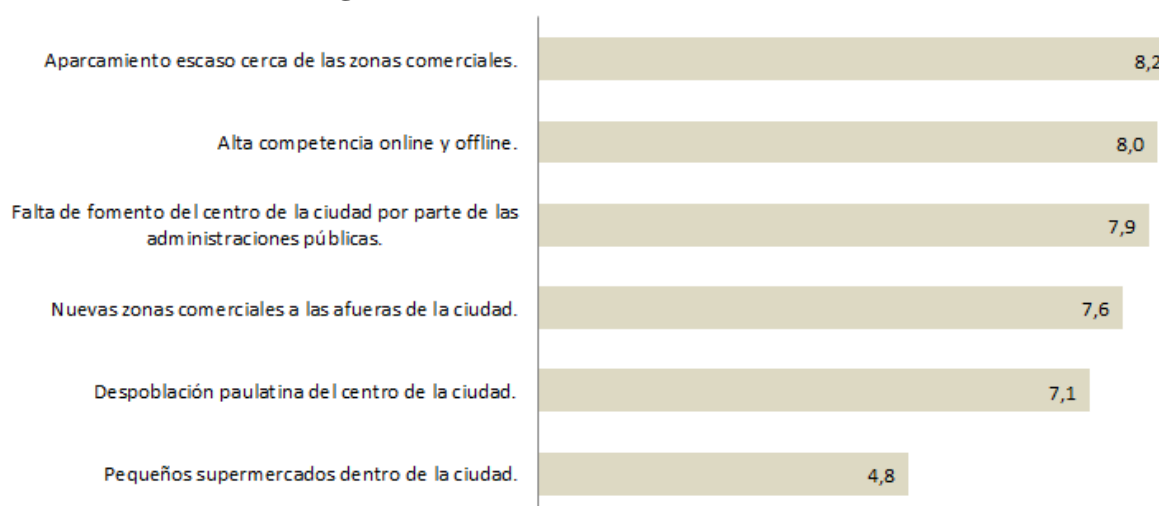 Aparcamiento escaso cerca de las zonas comerciales.
8,2
Alta competencia online y offline.
8,0
Falta de fomento del centro de la ciudad por parte de las
administraciones públicas.
7,9
Nuevas zonas comerciales a las afueras de la ciudad.
7,6
Despoblación paulatina del centro de la ciudad.
7,1
Pequeños supermercados dentro de la ciudad.
4,8